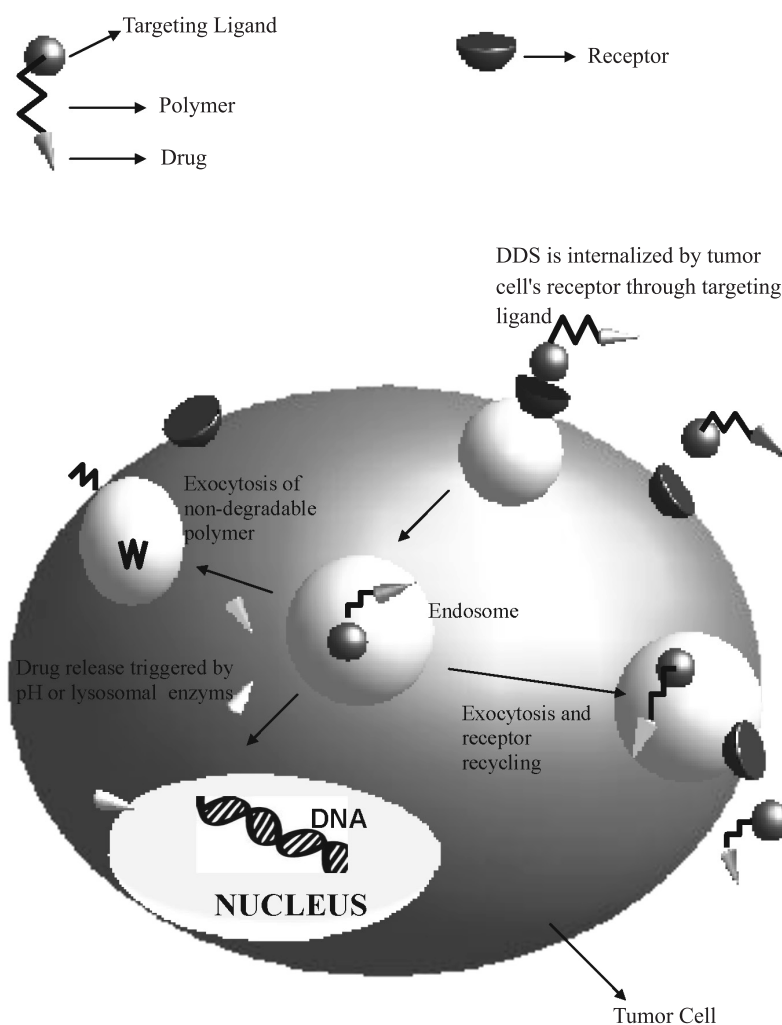 Targeting Ligand
Receptor
Polymer
Drug
DDS is internalized by tumor
cell's receptor through targeting
ligand
Exocytosis of
non-degradable
polymer
Endosome
Drug release triggered by
pH or lysosomal enzyms
Exocytosis and
receptor
recycling
DNA
NUCLEUS
Tumor Cell